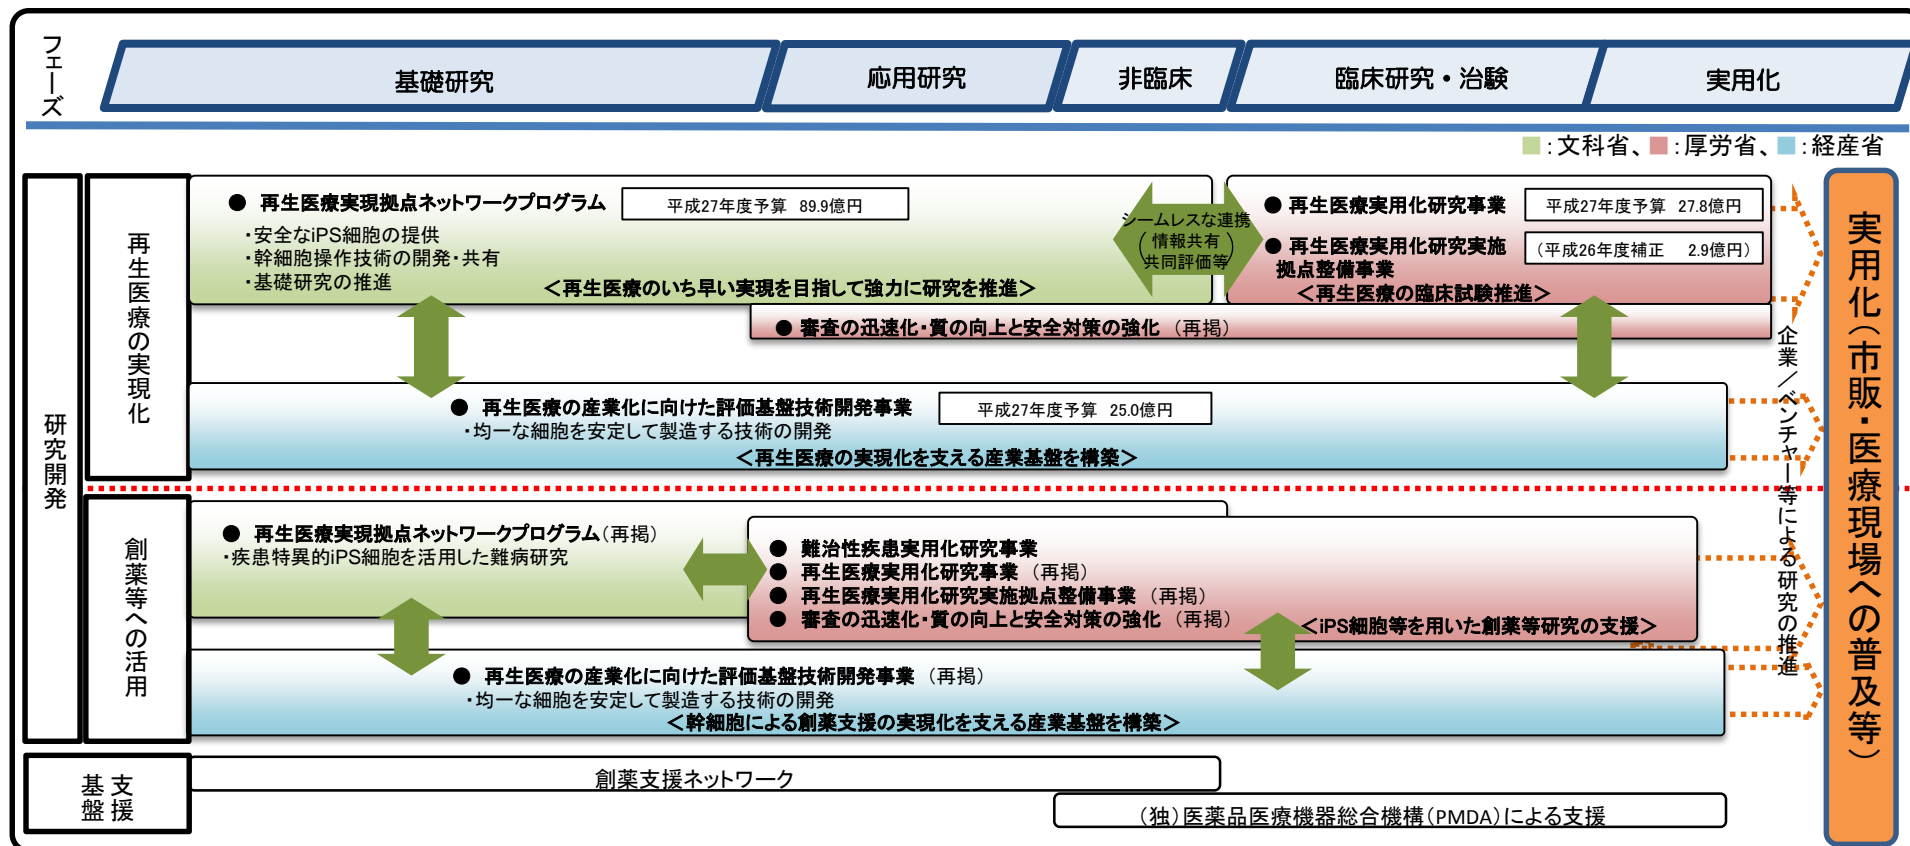 フェーズ
基礎研究
応用研究
非臨床
臨床研究・治験
実用化
■：文科省、■：厚労省、■：経産省
研究開発
再生医療の実現化
● 再生医療実現拠点ネットワークプログラム
平成27年度予算 89.9億円
・安全なiPS細胞の提供
・幹細胞操作技術の開発・共有
・基礎研究の推進
＜再生医療のいち早い実現を目指して強力に研究を推進＞
シームレスな連携
（情報共有
共同評価等）
● 再生医療実用化研究事業
平成27年度予算 27.8億円
● 再生医療実用化研究実施
拠点整備事業
（平成26年度補正 2.9億円）
＜再生医療の臨床試験推進＞
● 審査の迅速化・質の向上と安全対策の強化（再掲）
● 再生医療の産業化に向けた評価基盤技術開発事業
平成27年度予算 25.0億円
・均一な細胞を安定して製造する技術の開発
＜再生医療の実現化を支える産業基盤を構築＞
創薬等への活用
● 再生医療実現拠点ネットワークプログラム（再掲）
・疾患特異的iPS細胞を活用した難病研究
● 難治性疾患実用化研究事業
● 再生医療実用化研究事業（再掲）
● 再生医療実用化研究実施拠点整備事業（再掲）
● 審査の迅速化・質の向上と安全対策の強化（再掲）
＜iPS細胞等を用いた創薬等研究の支援＞
● 再生医療の産業化に向けた評価基盤技術開発事業（再掲）
・均一な細胞を安定して製造する技術の開発
＜幹細胞による創薬支援の実現化を支える産業基盤を構築＞
企業／ベンチャー等による研究の推進
実用化（市販・医療現場への普及等）
支援
基盤
創薬支援ネットワーク
（独）医薬品医療機器総合機構（PMDA）による支援